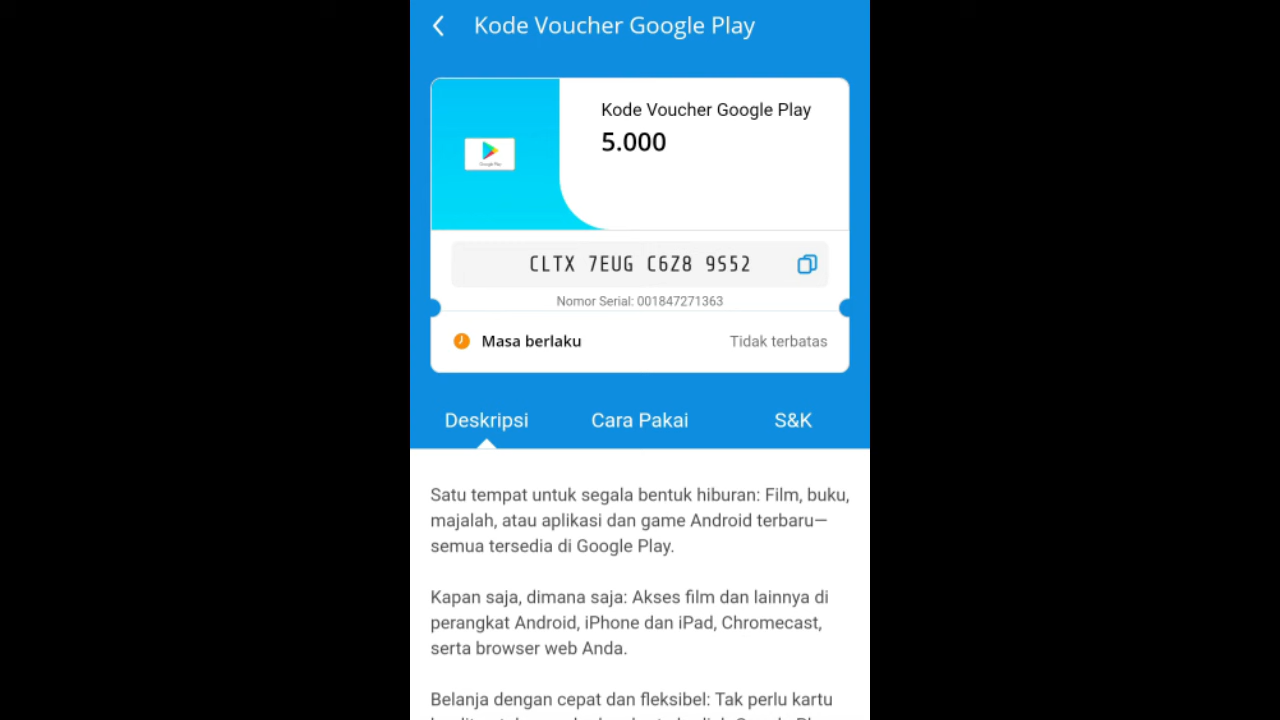 Kode Voucher Google Play
Kode Voucher Google Play
5.000
Google Play
CLTX 7EUG C6Z8 9S52
Nomor Serial: 001847271363
Masa berlaku
Tidak terbatas
Deskripsi
Cara Pakai
S&K
Satu tempat untuk segala bentuk hiburan: Film, buku,
majalah, atau aplikasi dan game Android terbaru—
semua tersedia di Google Play.
Kapan saja, dimana saja: Akses film dan lainnya di
perangkat Android, iPhone dan iPad, Chromecast,
serta browser web Anda.
Belanja dengan cepat dan fleksibel: Tak perlu kartu